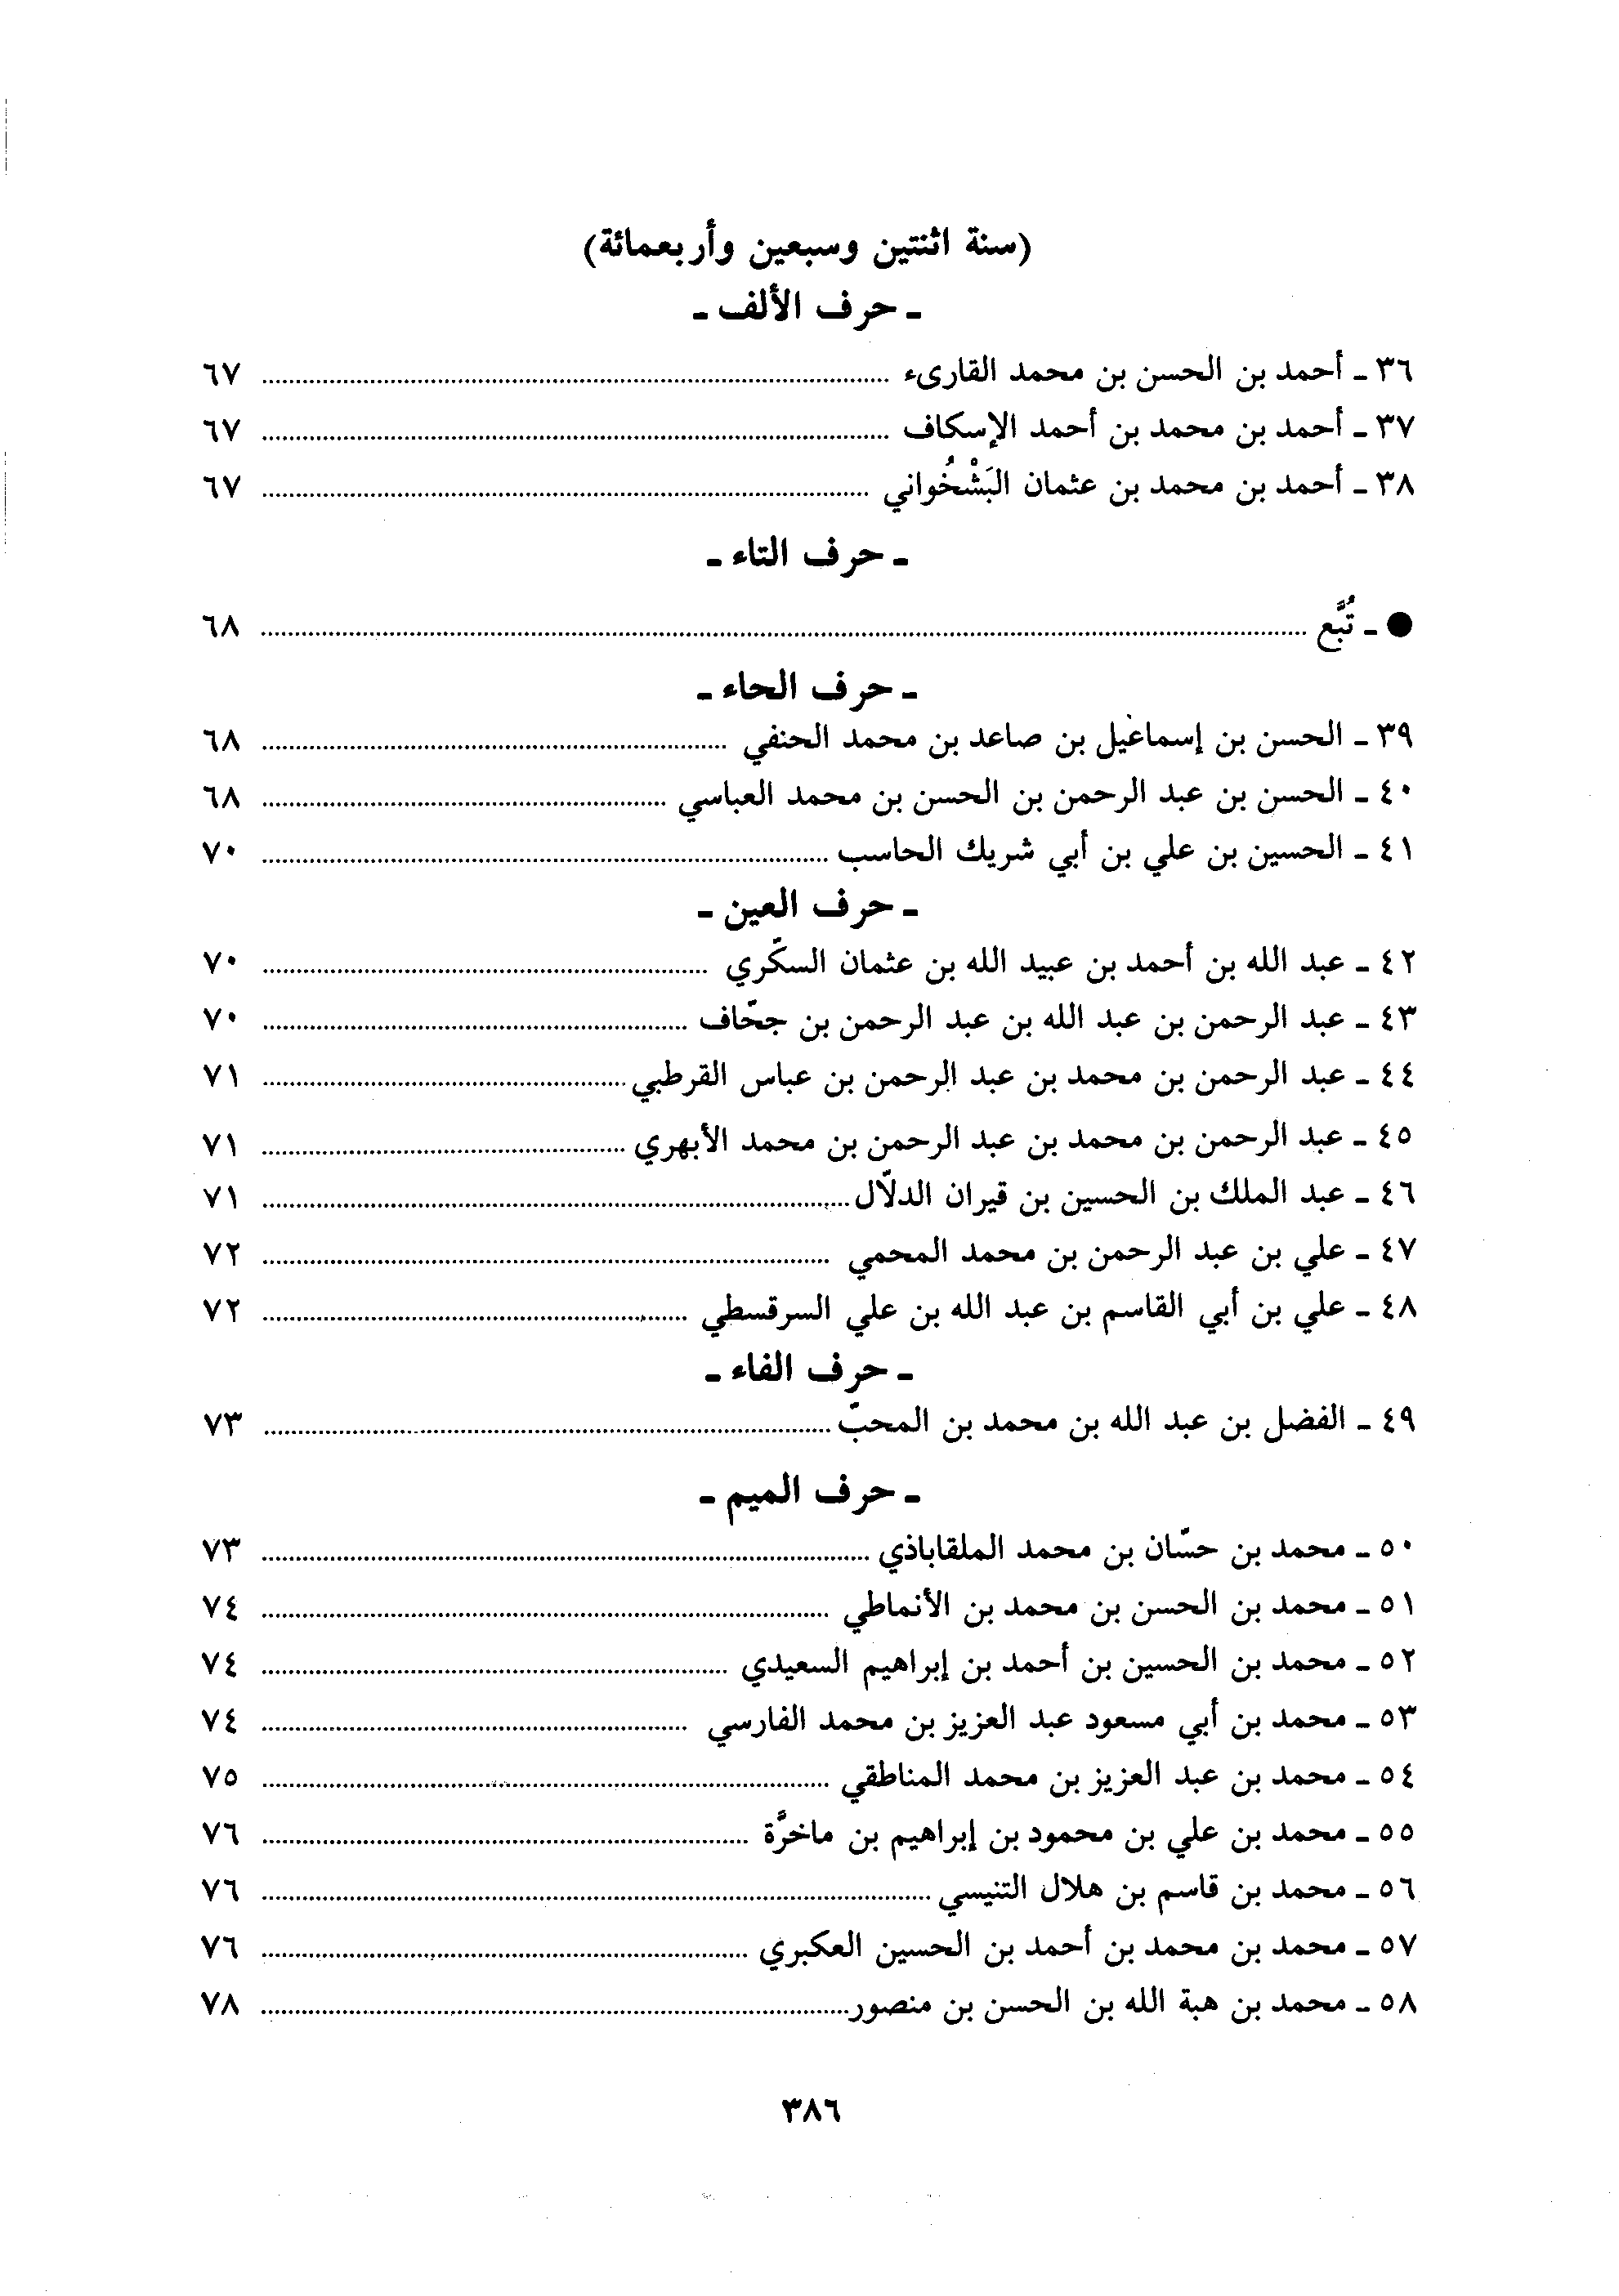 (سنة اثنتين وسبعين وأربعمائة)
ـ حرف الألف ـ
٣٦ ـ أحمد بن الحسن بن محمد القارىء ........ ٦٧
٣٧ ـ أحمد بن محمد بن أحمد الإسكاف ........ ٦٧
٣٨ ـ أحمد بن محمد بن عثمان البَشْخُواني ........ ٦٧
ـ حرف التاء ـ
● ـ تُبَّع ........ ٦٨
ـ حرف الحاء ـ
٣٩ ـ الحسن بن إسماعيل بن صاعد بن محمد الحنفي ........ ٦٨
٤٠ ـ الحسن بن عبد الرحمن بن الحسن بن محمد العباسي ........ ٦٨
٤١ ـ الحسين بن علي بن أبي شريك الحاسب ........ ٧٠
ـ حرف العين ـ
٤٢ ـ عبد الله بن أحمد بن عبيد الله بن عثمان السكّري ........ ٧٠
٤٣ ـ عبد الرحمن بن عبد الله بن عبد الرحمن بن جحّاف ........ ٧٠
٤٤ ـ عبد الرحمن بن محمد بن عبد الرحمن بن عباس القرطبي ........ ٧١
٤٥ ـ عبد الرحمن بن محمد بن عبد الرحمن بن محمد الأبهري ........ ٧١
٤٦ ـ عبد الملك بن الحسين بن قيران الدلّال ........ ٧١
٤٧ ـ علي بن عبد الرحمن بن محمد المحمي ........ ٧٢
٤٨ ـ علي بن أبي القاسم بن عبد الله بن علي السرقسطي ........ ٧٢
ـ حرف الفاء ـ
٤٩ ـ الفضل بن عبد الله بن محمد بن المحبّ ........ ٧٣
ـ حرف الميم ـ
٥٠ ـ محمد بن حسّان بن محمد الملقاباذي ........ ٧٣
٥١ ـ محمد بن الحسن بن محمد بن الأنماطي ........ ٧٤
٥٢ ـ محمد بن الحسين بن أحمد بن إبراهيم السعيدي ........ ٧٤
٥٣ ـ محمد بن أبي مسعود عبد العزيز بن محمد الفارسي ........ ٧٤
٥٤ ـ محمد بن عبد العزيز بن محمد المناطقي ........ ٧٥
٥٥ ـ محمد بن علي بن محمود بن إبراهيم بن ماخرَّة ........ ٧٦
٥٦ ـ محمد بن قاسم بن هلال التنيسي ........ ٧٦
٥٧ ـ محمد بن محمد بن أحمد بن الحسين العكبري ........ ٧٦
٥٨ ـ محمد بن هبة الله بن الحسن بن منصور ........ ٧٨
٣٨٦